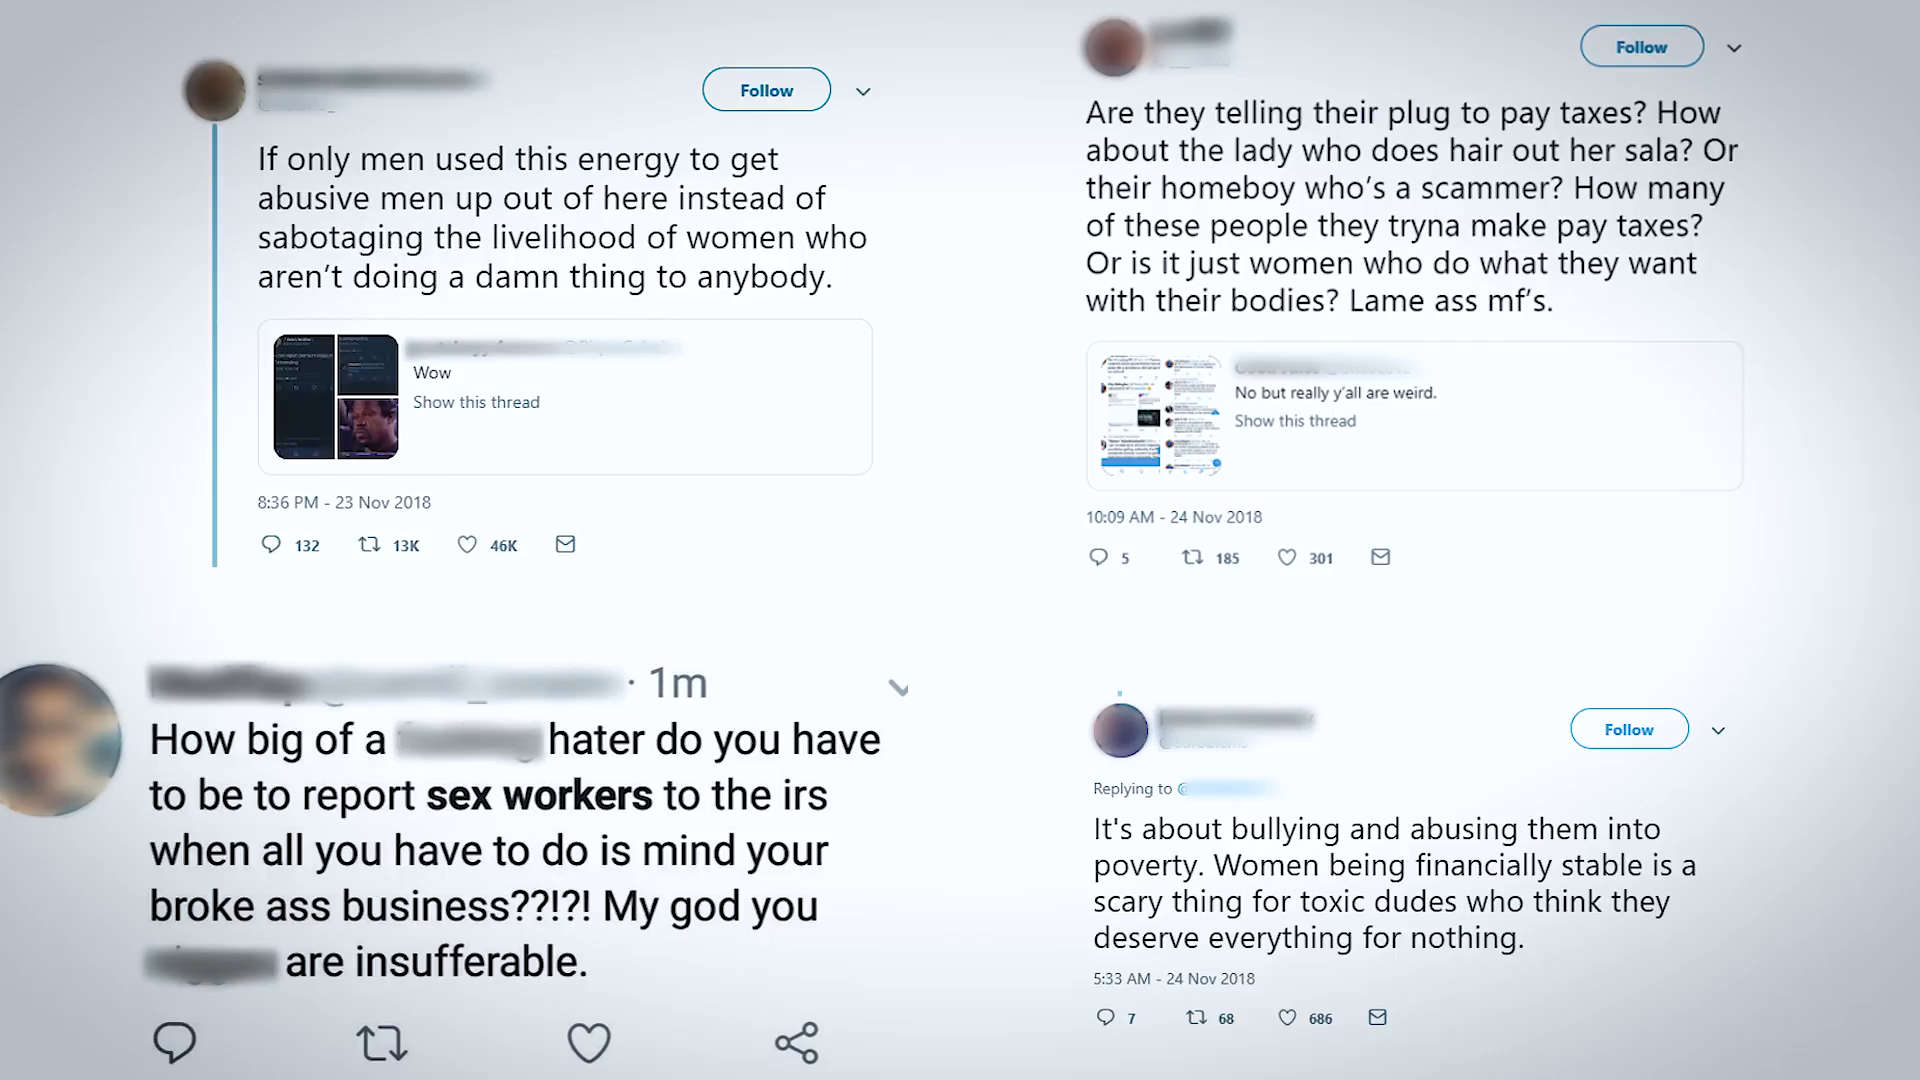 Follow
If only men used this energy to get
abusive men up out of here instead of
sabotaging the livelihood of women who
aren't doing a damn thing to anybody.
Wow
Show this thread
8:36 PM - 23 Nov 2018
132 13K 46K
Follow
Are they telling their plug to pay taxes? How
about the lady who does hair out her sala? Or
their homeboy who's a scammer? How many
of these people they tryna make pay taxes?
Or is it just women who do what they want
with their bodies? Lame ass mf's.
No but really y'all are weird.
Show this thread
10:09 AM - 24 Nov 2018
5 185 301
· 1m
How big of a hater do you have
to be to report sex workers to the irs
when all you have to do is mind your
broke ass business??!?! My god you
are insufferable.
Follow
Replying to @
It's about bullying and abusing them into
poverty. Women being financially stable is a
scary thing for toxic dudes who think they
deserve everything for nothing.
5:33 AM - 24 Nov 2018
7 68 686